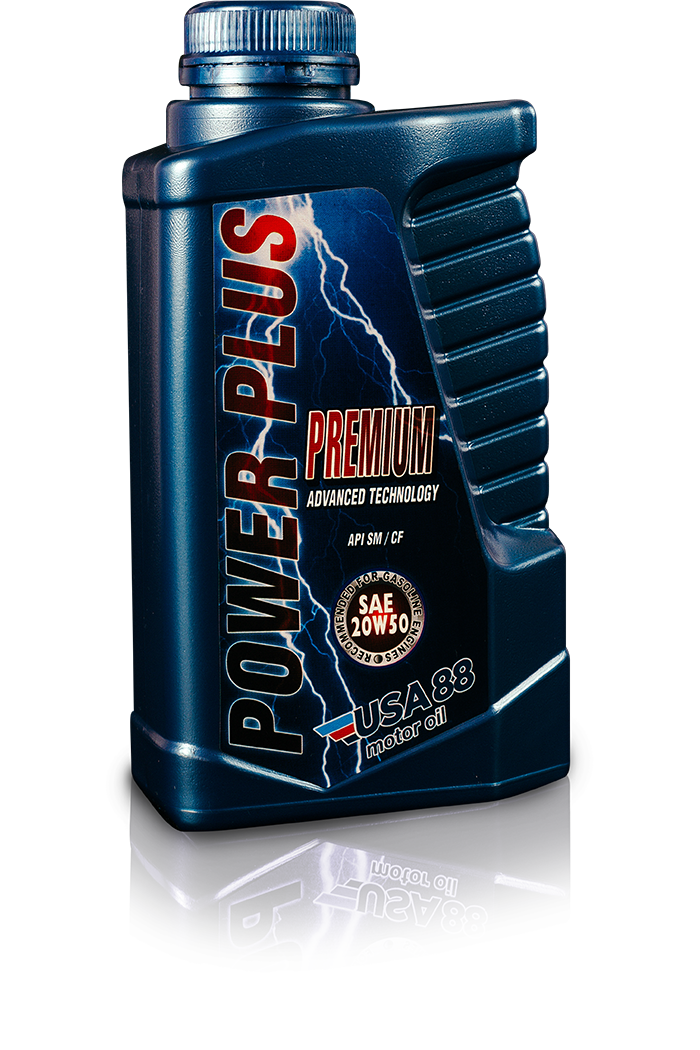 POWER PLUS
PREMIUM
ADVANCED TECHNOLOGY
API SM / CF
RECOMMENDED FOR GASOLINE ENGINES
SAE
20W50
USA 88
motor oil